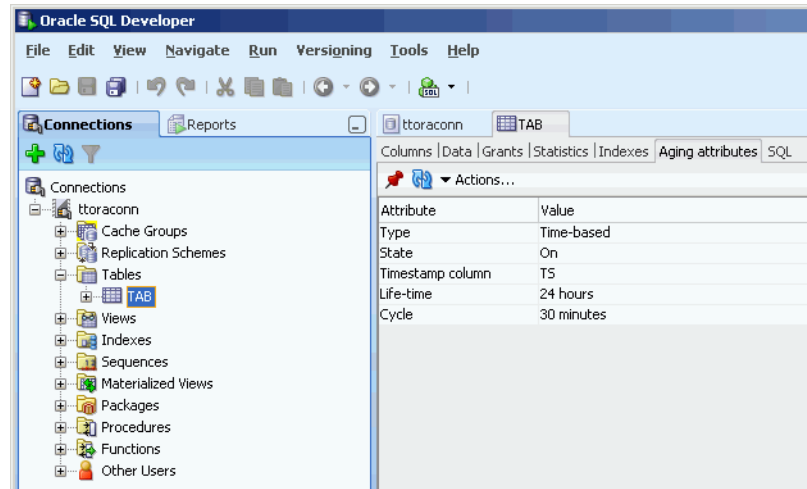 Oracle SQL Developer
File Edit View Navigate Run Versioning Tools Help
SQL
Connections Reports
ttoraconn TAB
Columns |Data |Grants |Statistics |Indexes |Aging attributes SQL
Actions...
Connections
ttoraconn
Cache Groups
Replication Schemes
Tables
TAB
Views
Indexes
Sequences
Materialized Views
Packages
Procedures
Functions
Other Users
Attribute Value
Type Time-based
State On
Timestamp column TS
Life-time 24 hours
Cycle 30 minutes